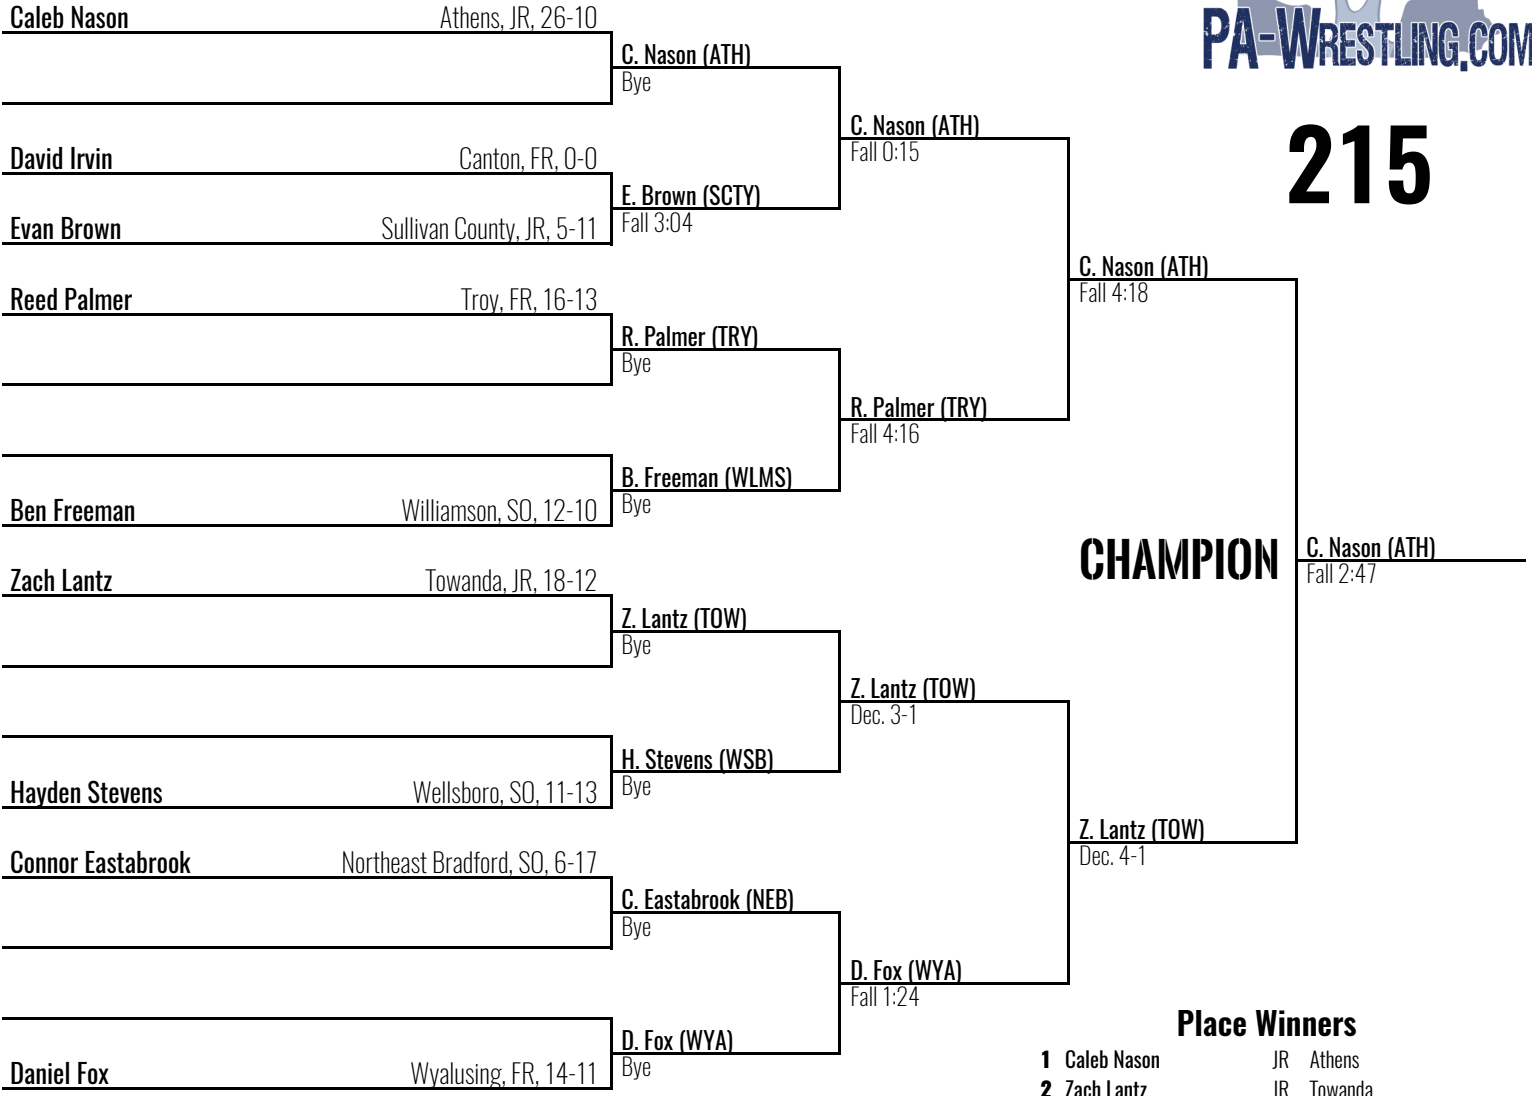 Caleb Nason Athens, JR, 26-10
PA-WRESTLING.COM
C. Nason (ATH)
Bye
C. Nason (ATH)
Fall 0:15
215
David Irvin Canton, FR, 0-0
E. Brown (SCTY)
Fall 3:04
Evan Brown Sullivan County, JR, 5-11
C. Nason (ATH)
Fall 4:18
Reed Palmer Troy, FR, 16-13
R. Palmer (TRY)
Bye
R. Palmer (TRY)
Fall 4:16
B. Freeman (WLMS)
Bye
Ben Freeman Williamson, SO, 12-10
CHAMPION
C. Nason (ATH)
Fall 2:47
Zach Lantz Towanda, JR, 18-12
Z. Lantz (TOW)
Bye
Z. Lantz (TOW)
Dec. 3-1
H. Stevens (WSB)
Bye
Hayden Stevens Wellsboro, SO, 11-13
Z. Lantz (TOW)
Dec. 4-1
Connor Eastabrook Northeast Bradford, SO, 6-17
C. Eastabrook (NEB)
Bye
D. Fox (WYA)
Fall 1:24
D. Fox (WYA)
Bye
Daniel Fox Wyalusing, FR, 14-11
Place Winners
1 Caleb Nason JR Athens
2 Zach Lantz JR Towanda